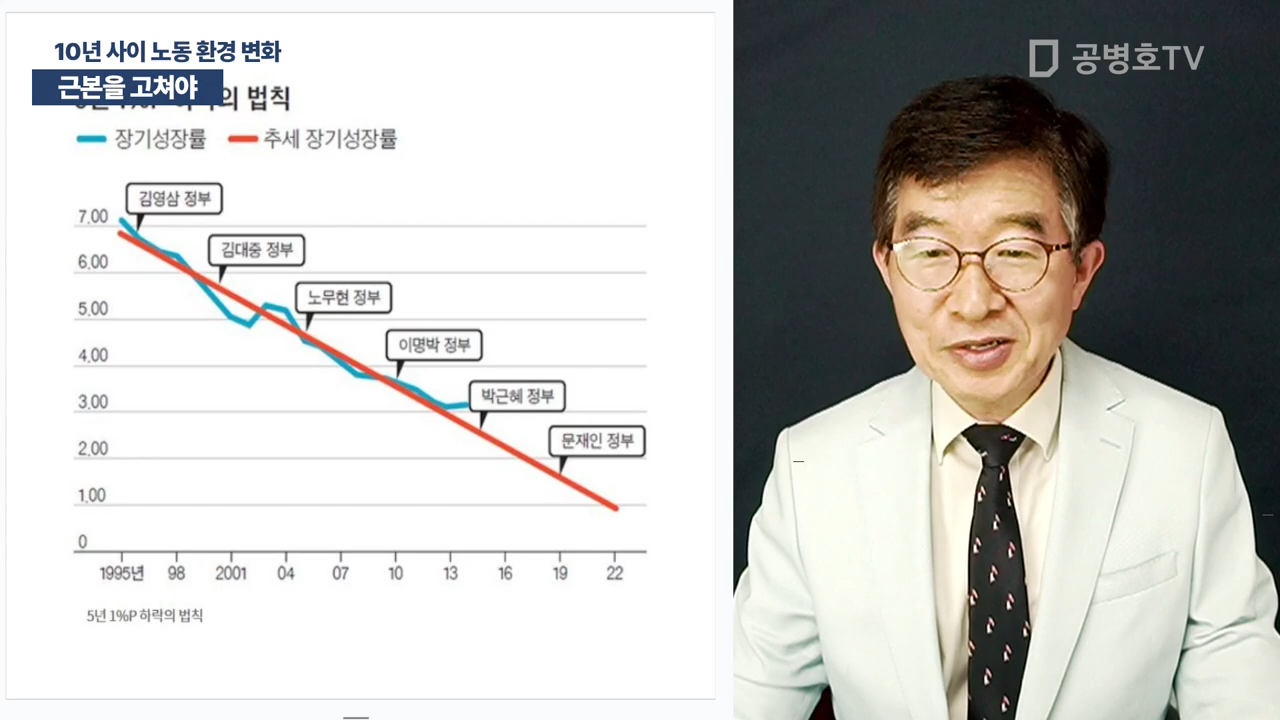 10년 사이 노동 환경 변화
근본을 고쳐야
의 법칙
장기성장률
추세 장기성장률
김영삼 정부
7.00
김대중 정부
6.00
노무현 정부
5.00
이명박 정부
4.00
박근혜 정부
3.00
문재인 정부
2.00
1.00
0
1995년 98 2001 04 07 10 13 16 19 22
5년 1%P 하락의 법칙
공병호TV